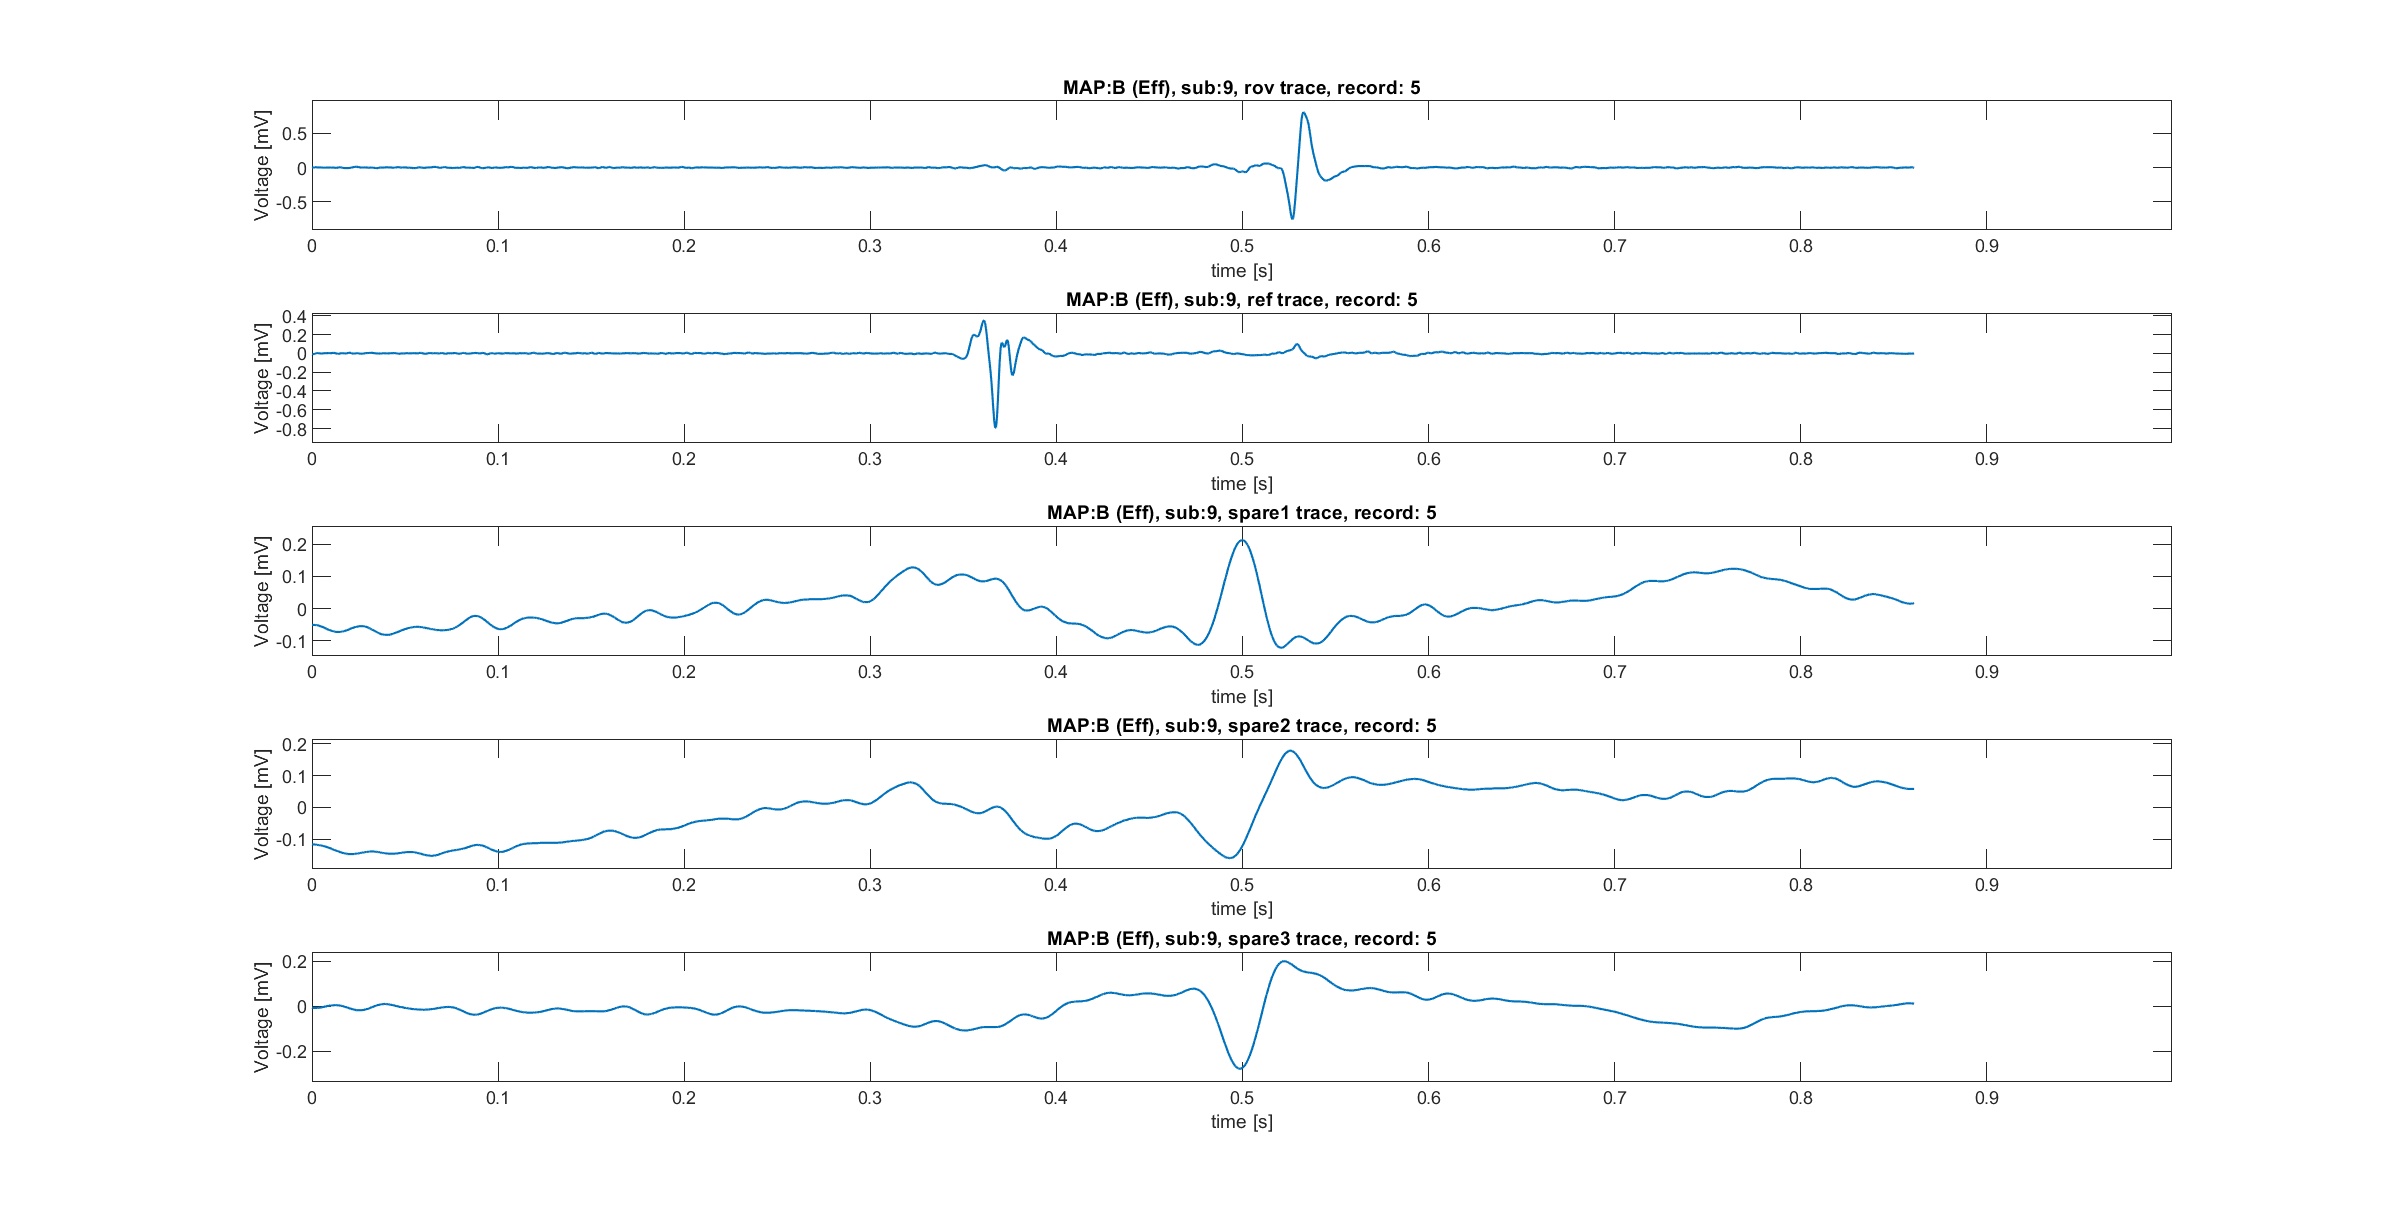 MAP:B (Eff), sub:9, rov trace, record: 5
Voltage [mV]
0.5
0
-0.5
0 0.1 0.2 0.3 0.4 0.5 0.6 0.7 0.8 0.9
time [s]
MAP:B (Eff), sub:9, ref trace, record: 5
Voltage [mV]
0.4
0.2
0
-0.2
-0.4
-0.6
-0.8
0 0.1 0.2 0.3 0.4 0.5 0.6 0.7 0.8 0.9
time [s]
MAP:B (Eff), sub:9, spare1 trace, record: 5
Voltage [mV]
0.2
0.1
0
-0.1
0 0.1 0.2 0.3 0.4 0.5 0.6 0.7 0.8 0.9
time [s]
MAP:B (Eff), sub:9, spare2 trace, record: 5
Voltage [mV]
0.2
0.1
0
-0.1
0 0.1 0.2 0.3 0.4 0.5 0.6 0.7 0.8 0.9
time [s]
MAP:B (Eff), sub:9, spare3 trace, record: 5
Voltage [mV]
0.2
0
-0.2
0 0.1 0.2 0.3 0.4 0.5 0.6 0.7 0.8 0.9
time [s]